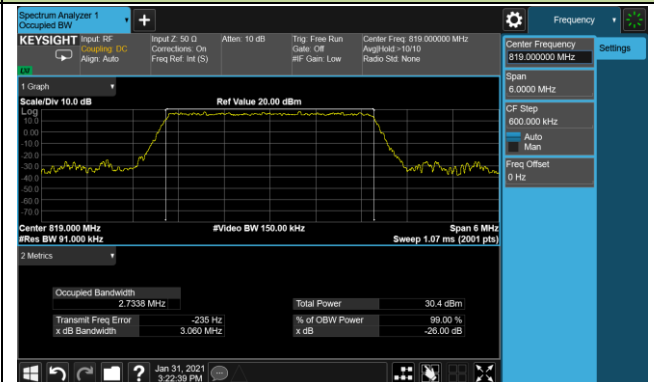 Spectrum Analyzer 1
Occupied BW
+
Frequency
KEYSIGHT
Input: RF
Coupling: DC
Align: Auto
Input Z: 50 Ω
Corrections: On
Freq Ref: Int (S)
Atten: 10 dB
Trig: Free Run
Gate: Off
#IF Gain: Low
Center Freq: 819.000000 MHz
Avg|Hold:>10/10
Radio Std: None
LV
Center Frequency
819.000000 MHz
Settings
Span
6.0000 MHz
CF Step
600.000 kHz
Auto
Man
Freq Offset
0 Hz
1 Graph
Scale/Div 10.0 dB
Ref Value 20.00 dBm
Log
10.0
0.00
-10.0
-20.0
-30.0
-40.0
-50.0
-60.0
-70.0
Center 819.000 MHz
#Video BW 150.00 kHz
Span 6 MHz
#Res BW 91.000 kHz
Sweep 1.07 ms (2001 pts)
2 Metrics
Occupied Bandwidth
2.7338 MHz
Total Power 30.4 dBm
Transmit Freq Error -235 Hz
% of OBW Power 99.00 %
x dB Bandwidth 3.060 MHz
x dB -26.00 dB
?
Jan 31, 2021
3:22:39 PM